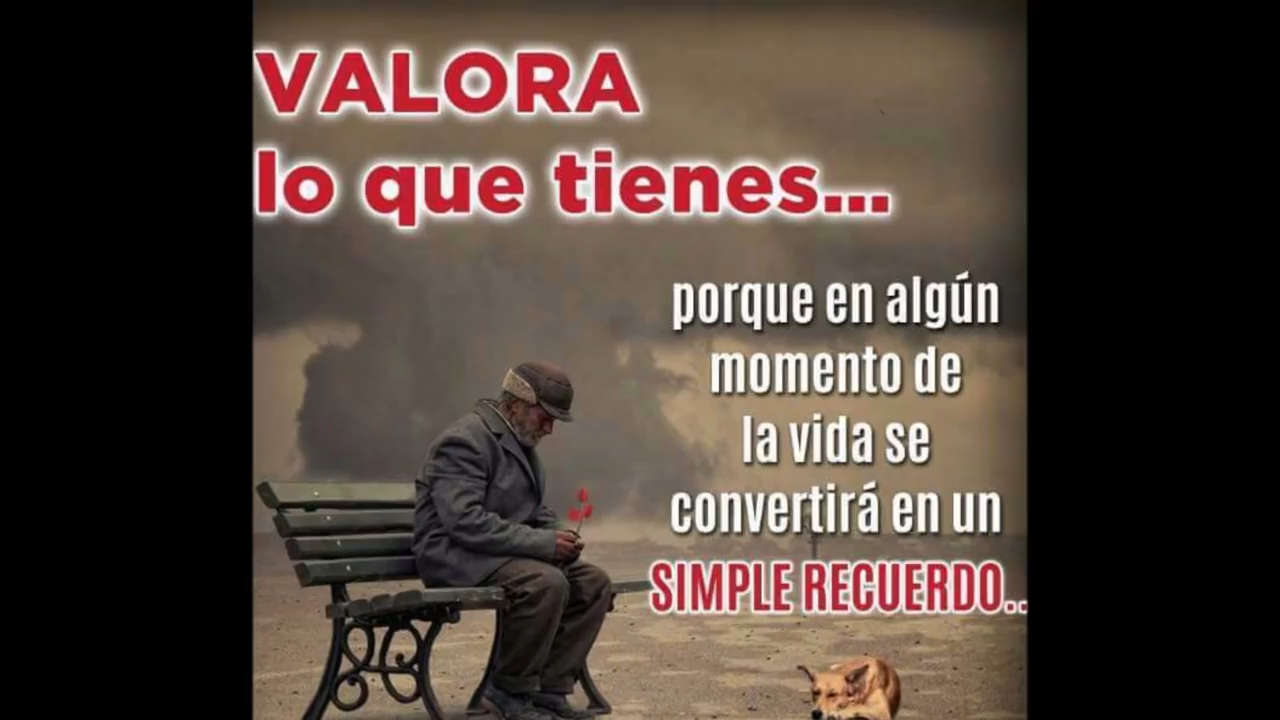 VALORA
lo que tienes...
porque en algún
momento de
la vida se
convertirá en un
SIMPLE RECUERDO..